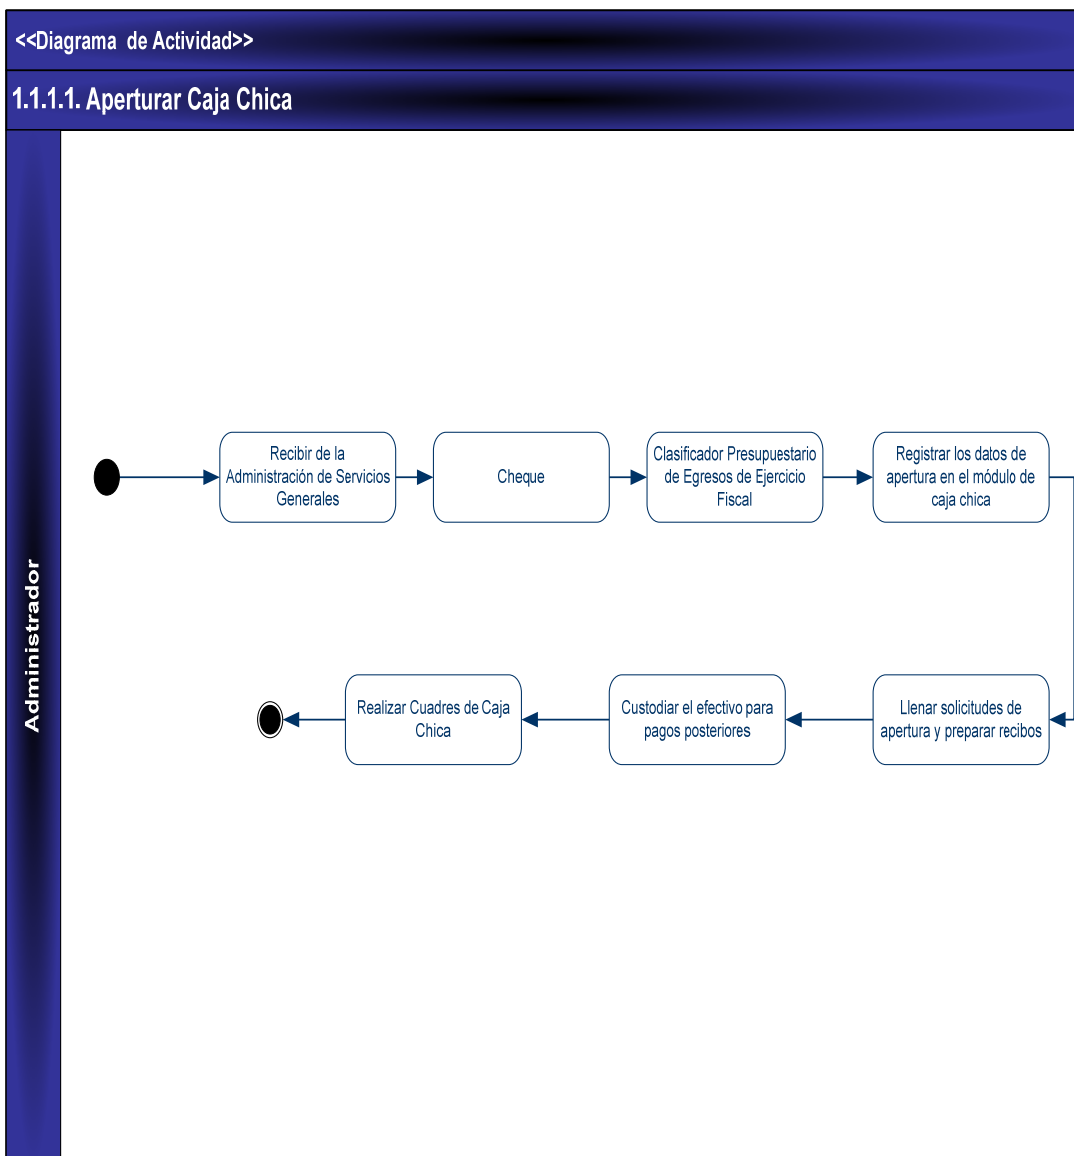 <<Diagrama de Actividad>>
1.1.1.1. Aperturar Caja Chica
Administrador
Recibir de la
Administración de Servicios
Generales
Cheque
Clasificador Presupuestario
de Egresos de Ejercicio
Fiscal
Registrar los datos de
apertura en el módulo de
caja chica
Llenar solicitudes de
apertura y preparar recibos
Custodiar el efectivo para
pagos posteriores
Realizar Cuadres de Caja
Chica